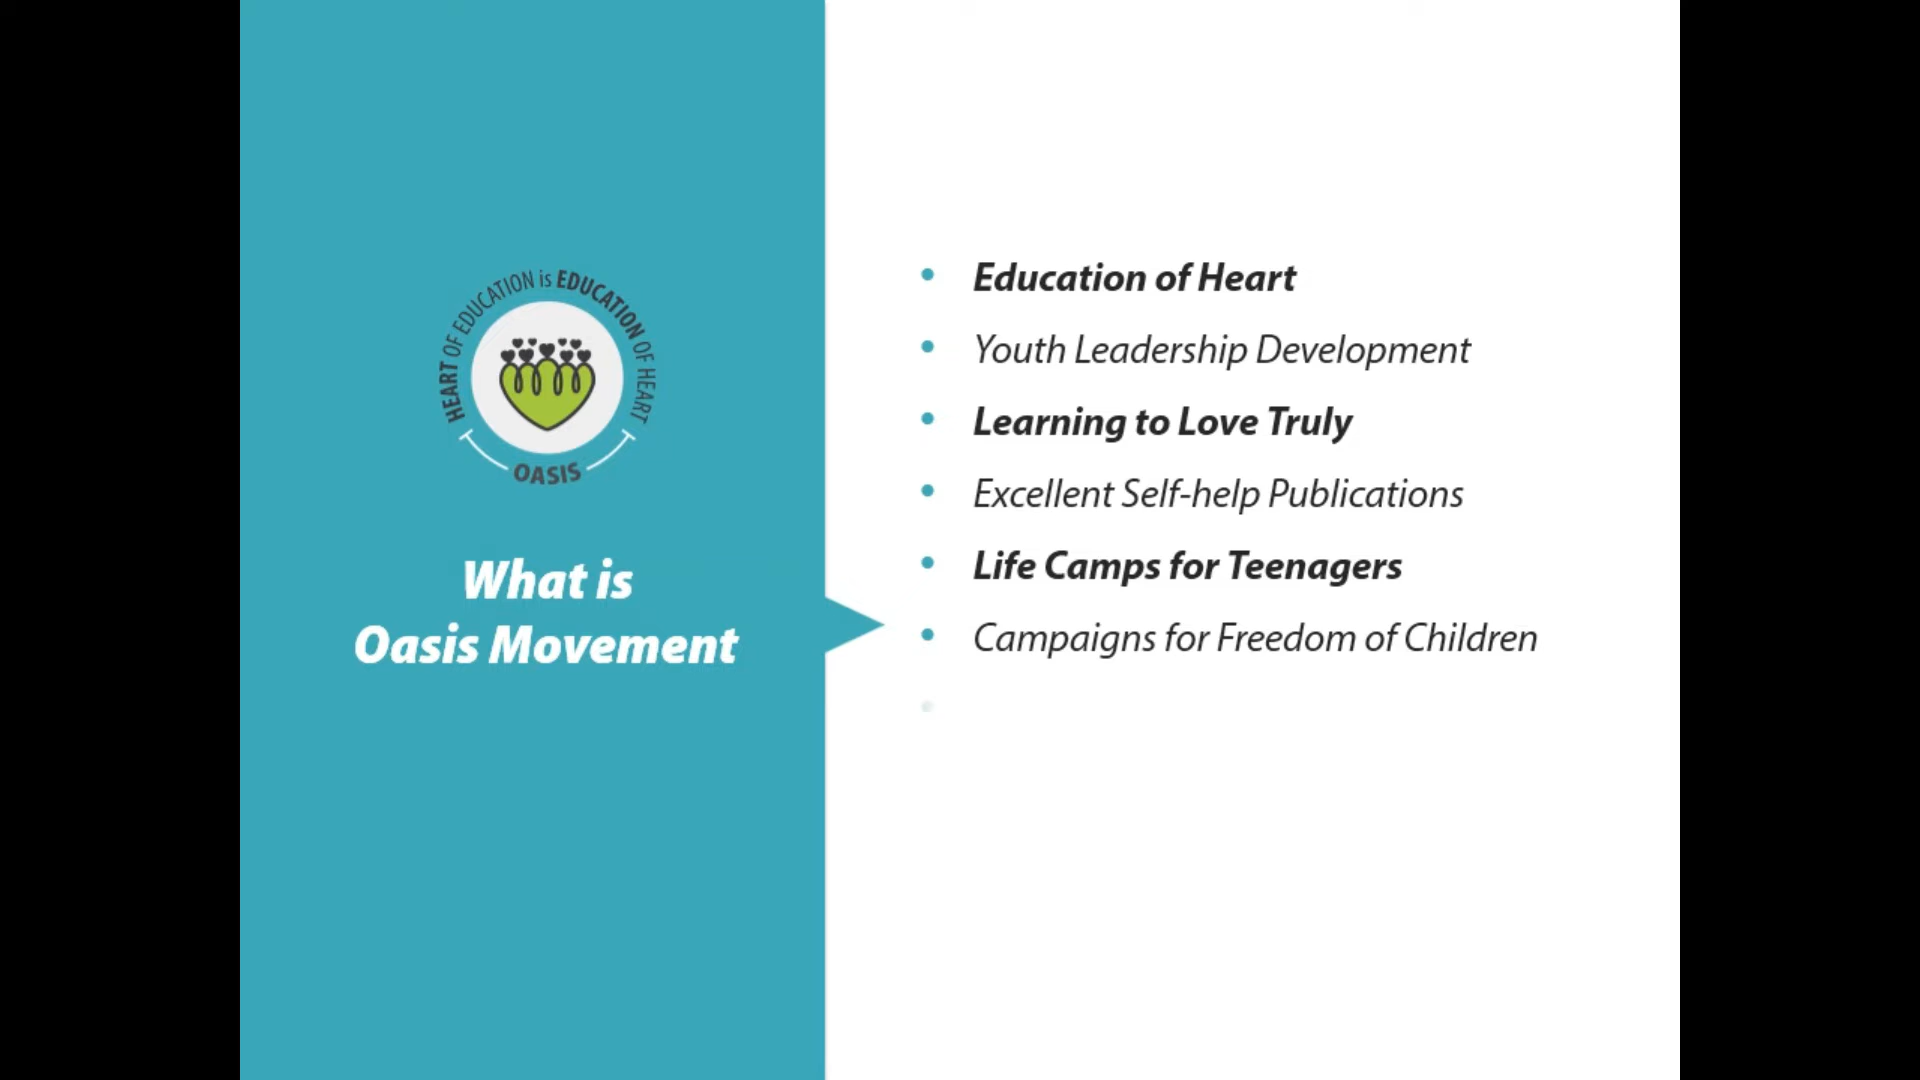 HEART OF EDUCATION is EDUCATION OF HEART
OASIS
What is
Oasis Movement
• Education of Heart
• Youth Leadership Development
• Learning to Love Truly
• Excellent Self-help Publications
• Life Camps for Teenagers
• Campaigns for Freedom of Children